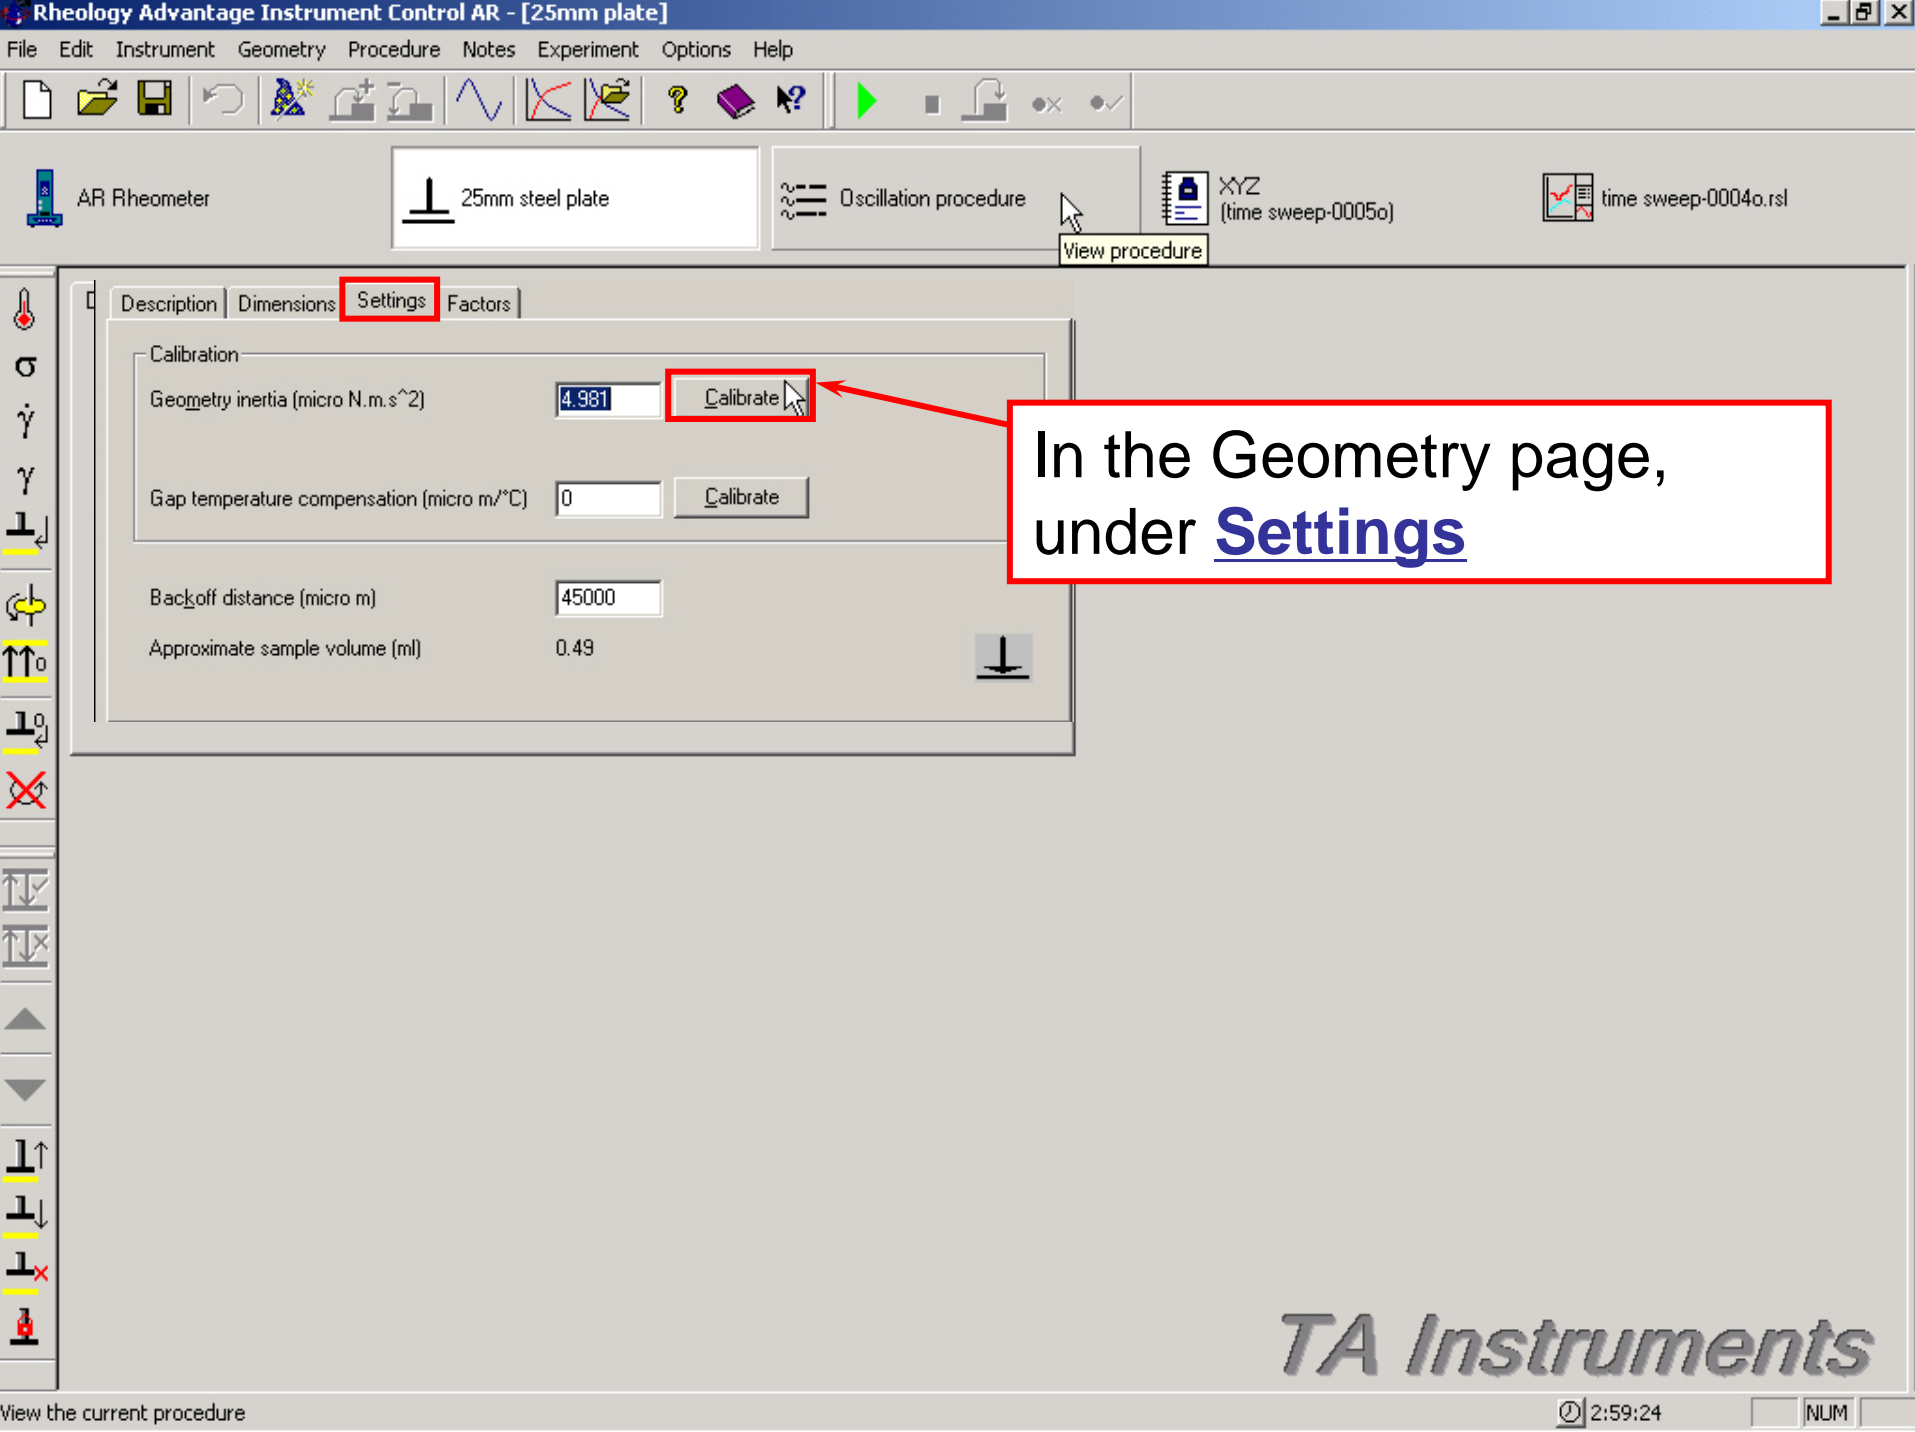 Rheology Advantage Instrument Control AR - [25mm plate]
File Edit Instrument Geometry Procedure Notes Experiment Options Help
AR Rheometer
25mm steel plate
Oscillation procedure
XYZ
(time sweep-0005o)
time sweep-0004o.rsl
View procedure
Description Dimensions Settings Factors
Calibration
Geometry inertia (micro N.m.s^2) 4.981 Calibrate
In the Geometry page,
under Settings
Gap temperature compensation (micro m/°C) 0 Calibrate
Backoff distance (micro m) 45000
Approximate sample volume (ml) 0.49
σ
γ̇
γ
TA Instruments
View the current procedure 2:59:24 NUM